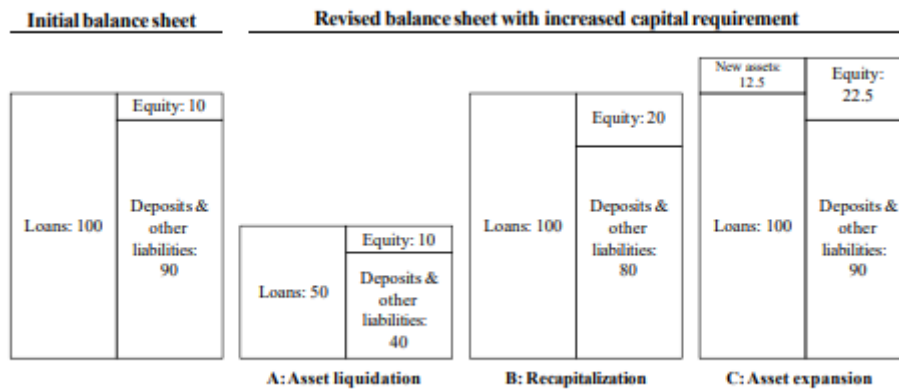 Initial balance sheet
Revised balance sheet with increased capital requirement
Loans: 100
Equity: 10
Deposits &
other
liabilities:
90
Loans: 50
Equity: 10
Deposits &
other
liabilities:
40
A: Asset liquidation
Loans: 100
Equity: 20
Deposits &
other
liabilities:
80
B: Recapitalization
New assets:
12.5
Loans: 100
Equity:
22.5
Deposits &
other
liabilities:
90
C: Asset expansion